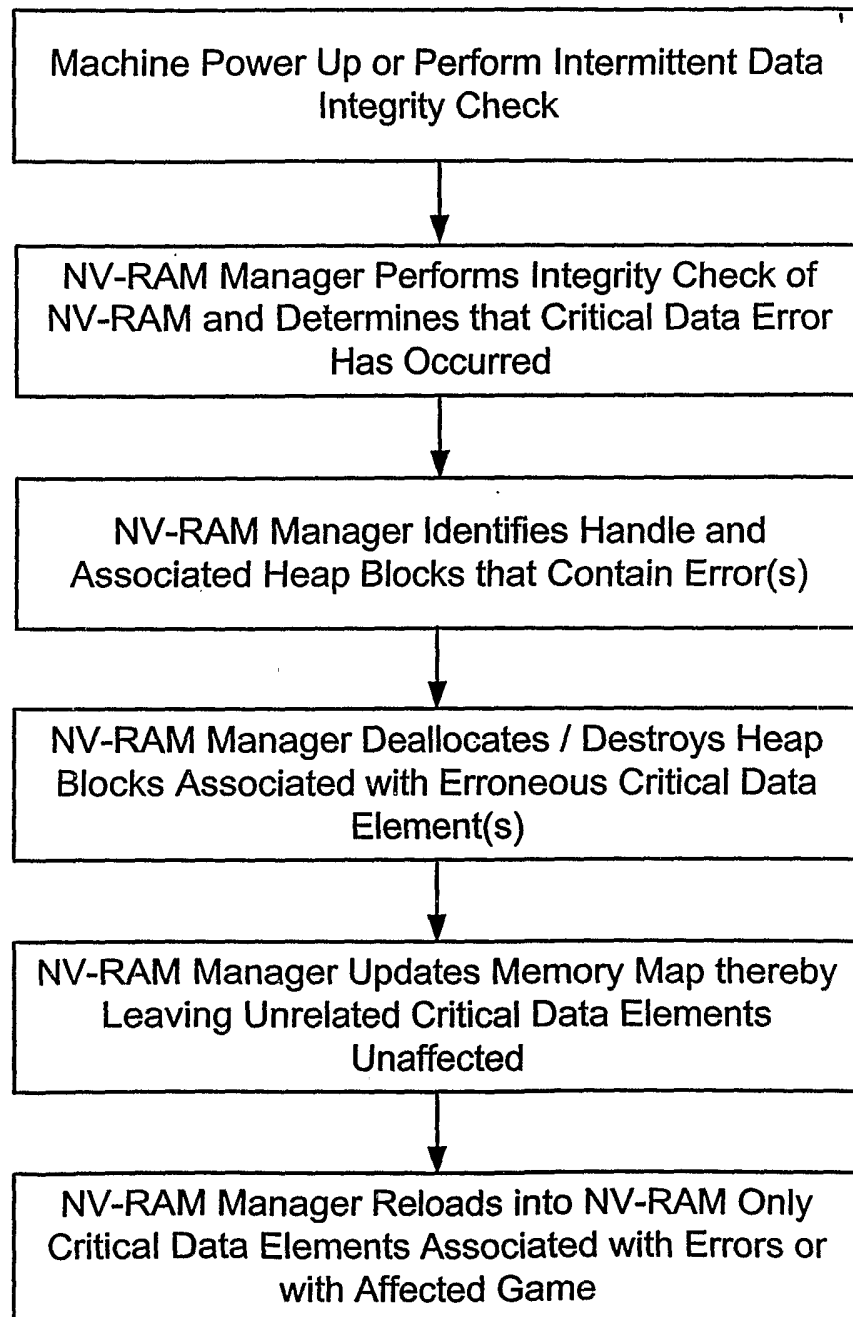 Machine Power Up or Perform Intermittent Data
Integrity Check
NV-RAM Manager Performs Integrity Check of
NV-RAM and Determines that Critical Data Error
Has Occurred
NV-RAM Manager Identifies Handle and
Associated Heap Blocks that Contain Error(s)
NV-RAM Manager Deallocates / Destroys Heap
Blocks Associated with Erroneous Critical Data
Element(s)
NV-RAM Manager Updates Memory Map thereby
Leaving Unrelated Critical Data Elements
Unaffected
NV-RAM Manager Reloads into NV-RAM Only
Critical Data Elements Associated with Errors or
with Affected Game